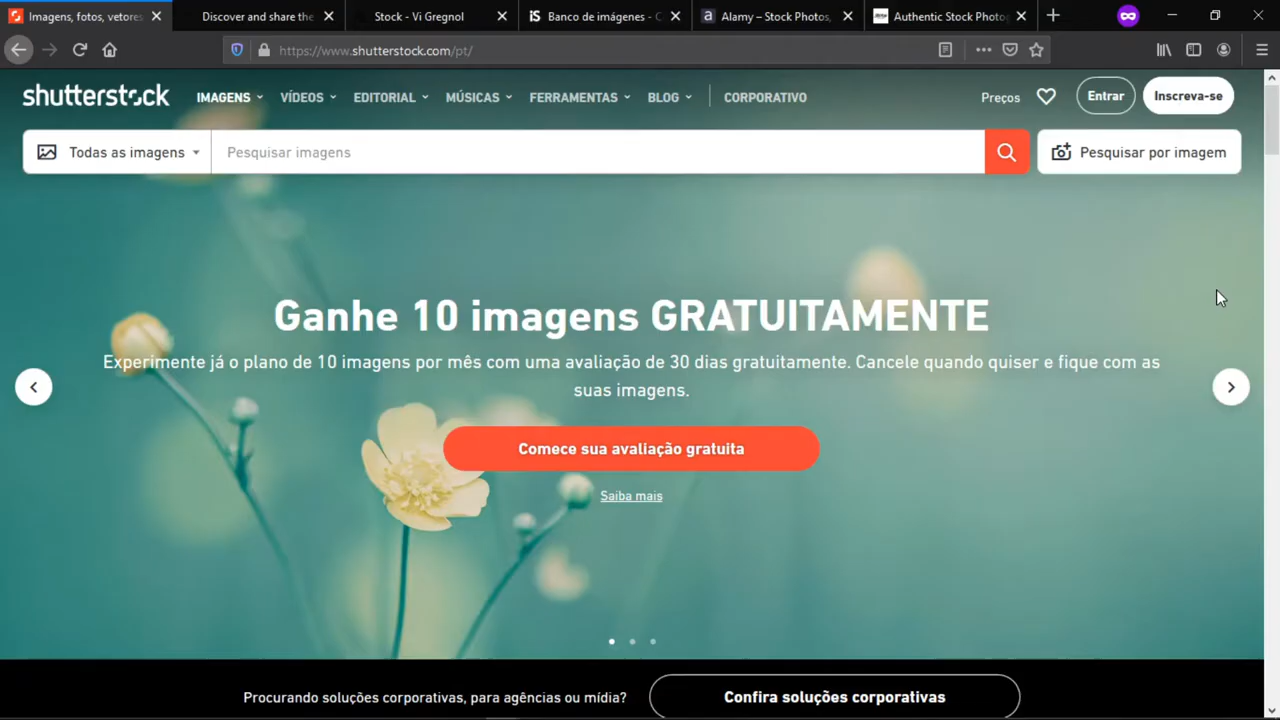 Imagens, fotos, vetores
Discover and share the
Stock - Vi Gregnol
iS Banco de imágenes - C
a Alamy – Stock Photos,
Authentic Stock Photog
https://www.shutterstock.com/pt/
shutterstock
IMAGENS
VÍDEOS
EDITORIAL
MÚSICAS
FERRAMENTAS
BLOG
CORPORATIVO
Preços
Entrar
Inscreva-se
Todas as imagens
Pesquisar imagens
Pesquisar por imagem
Ganhe 10 imagens GRATUITAMENTE
Experimente já o plano de 10 imagens por mês com uma avaliação de 30 dias gratuitamente. Cancele quando quiser e fique com as
suas imagens.
Comece sua avaliação gratuita
Saiba mais
Procurando soluções corporativas, para agências ou mídia?
Confira soluções corporativas